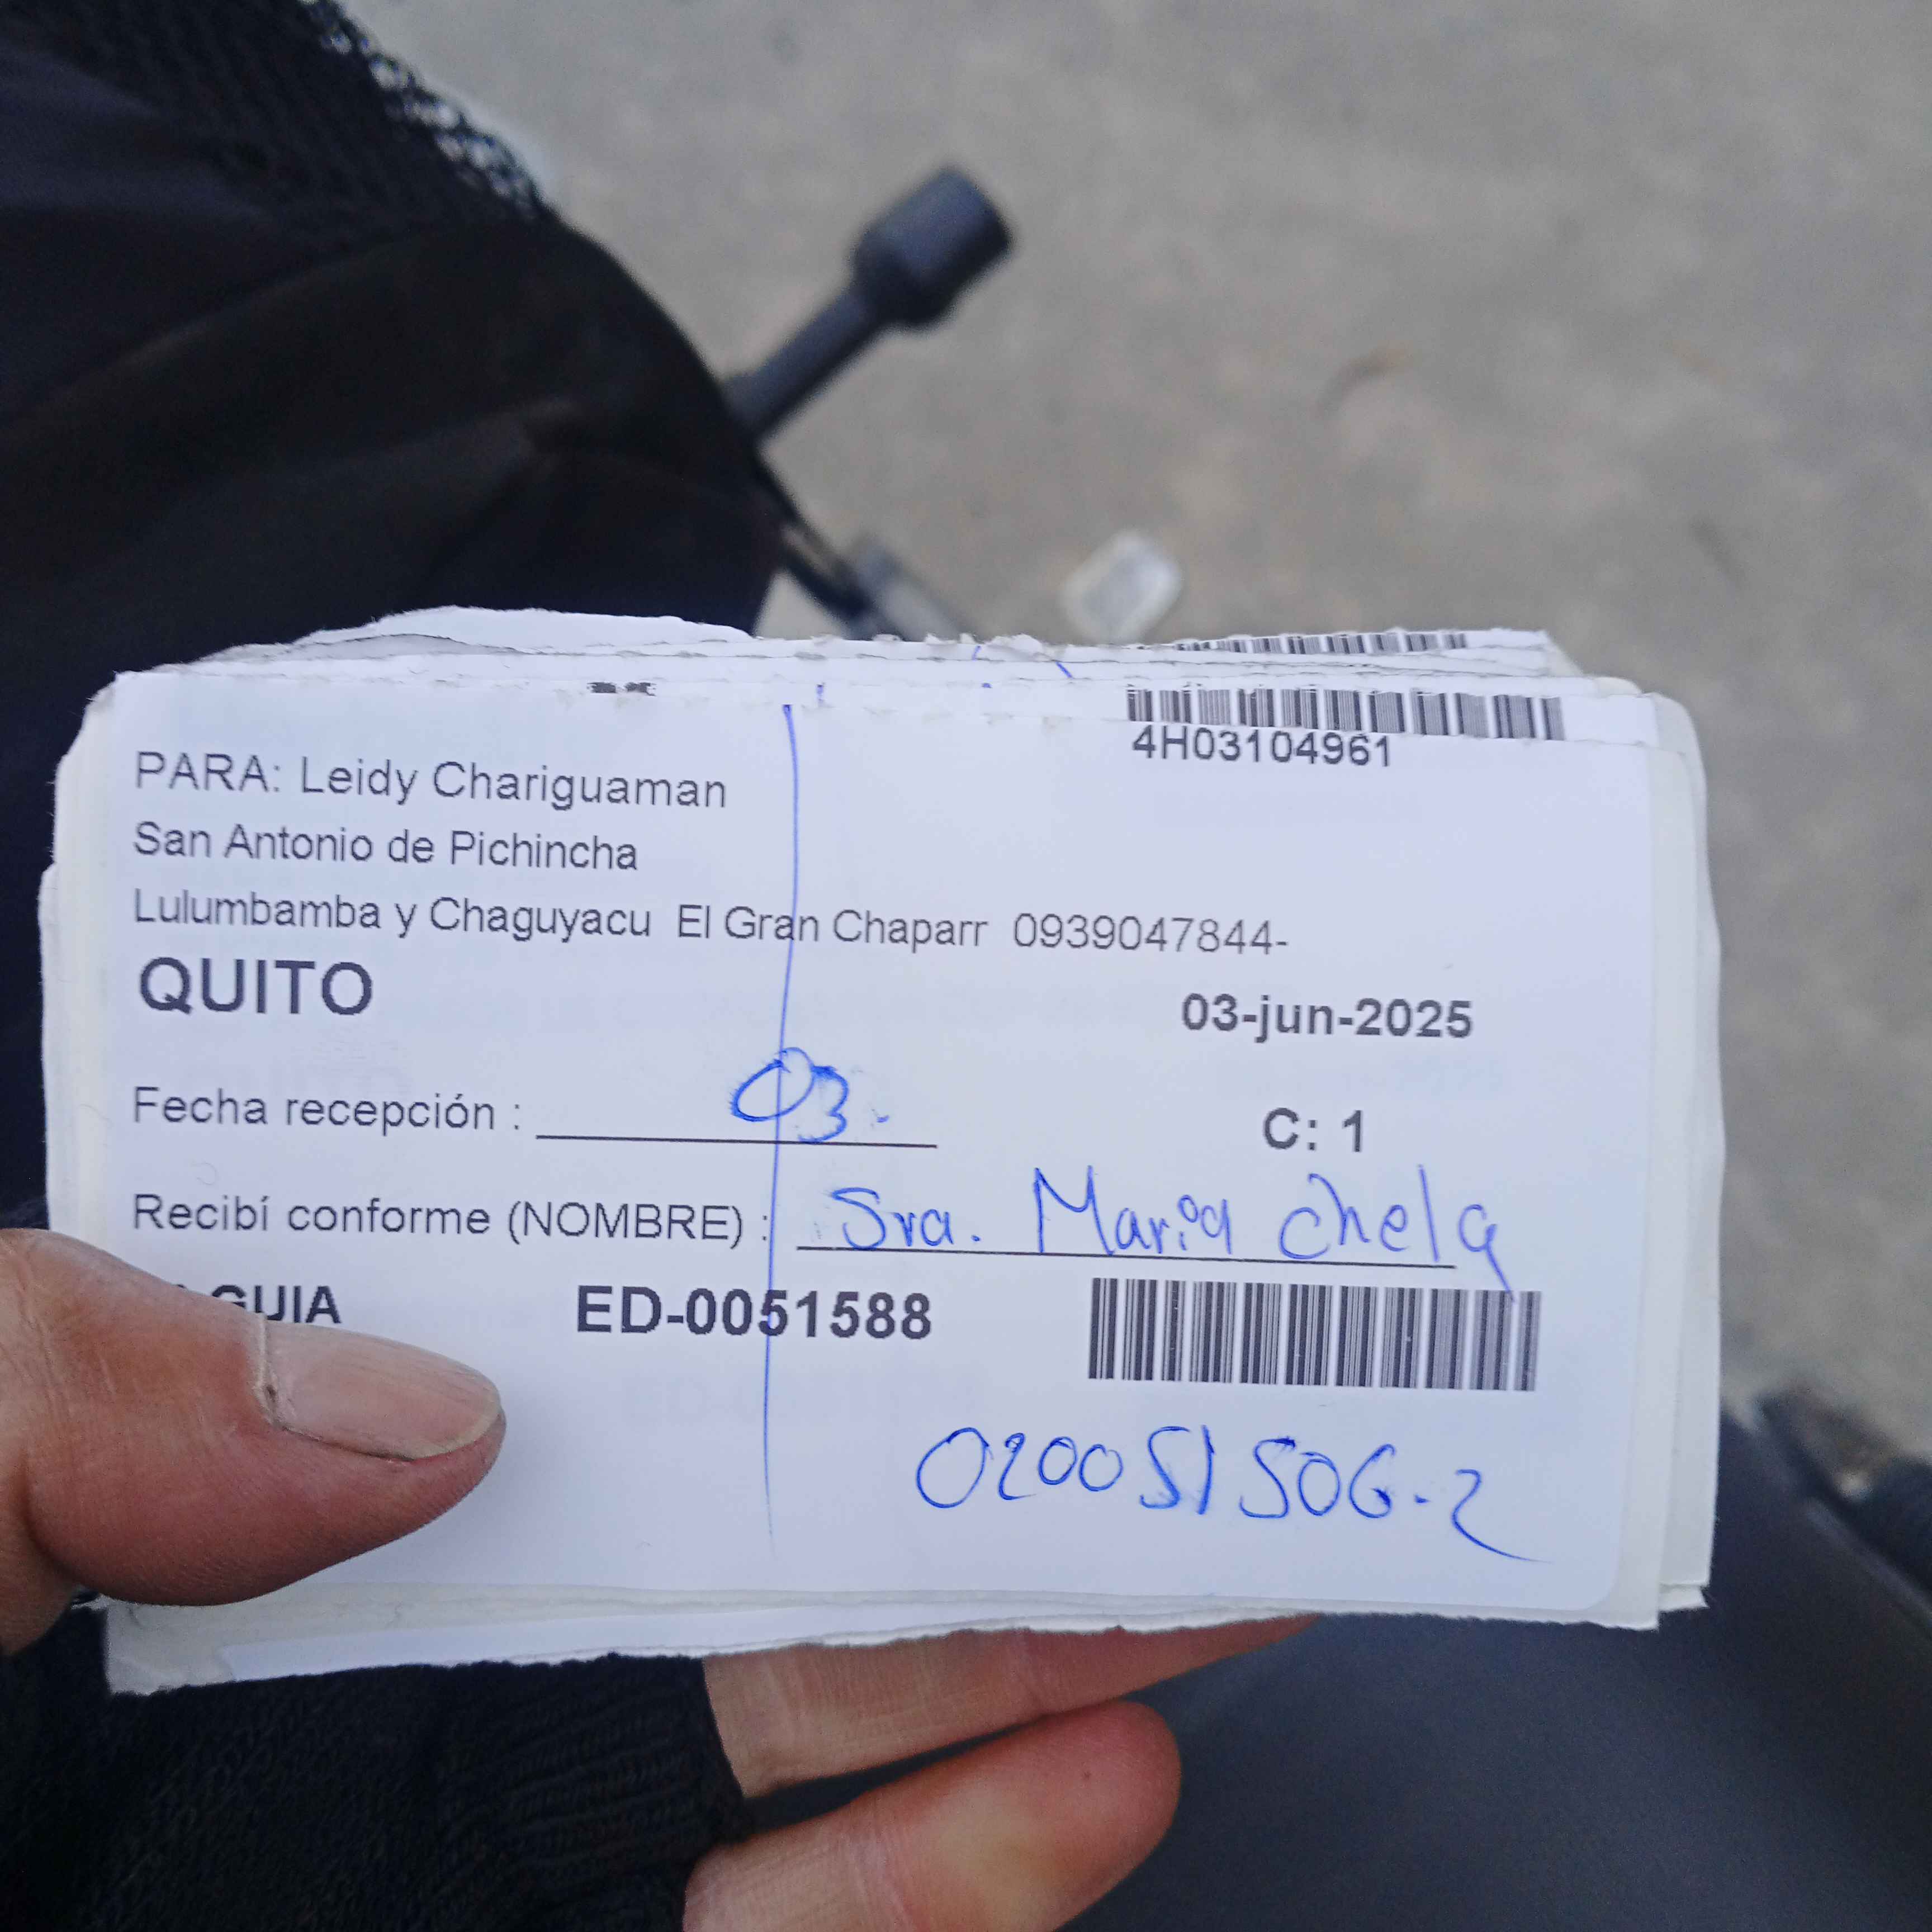 4H03104961
PARA: Leidy Chariguaman
San Antonio de Pichincha
Lulumbamba y Chaguyacu El Gran Chaparr 0939047844-
QUITO
03-jun-2025
Fecha recepción : 03.
C: 1
Recibí conforme (NOMBRE) : Sra. Maria Chela
GUIA ED-0051588
020051506-2